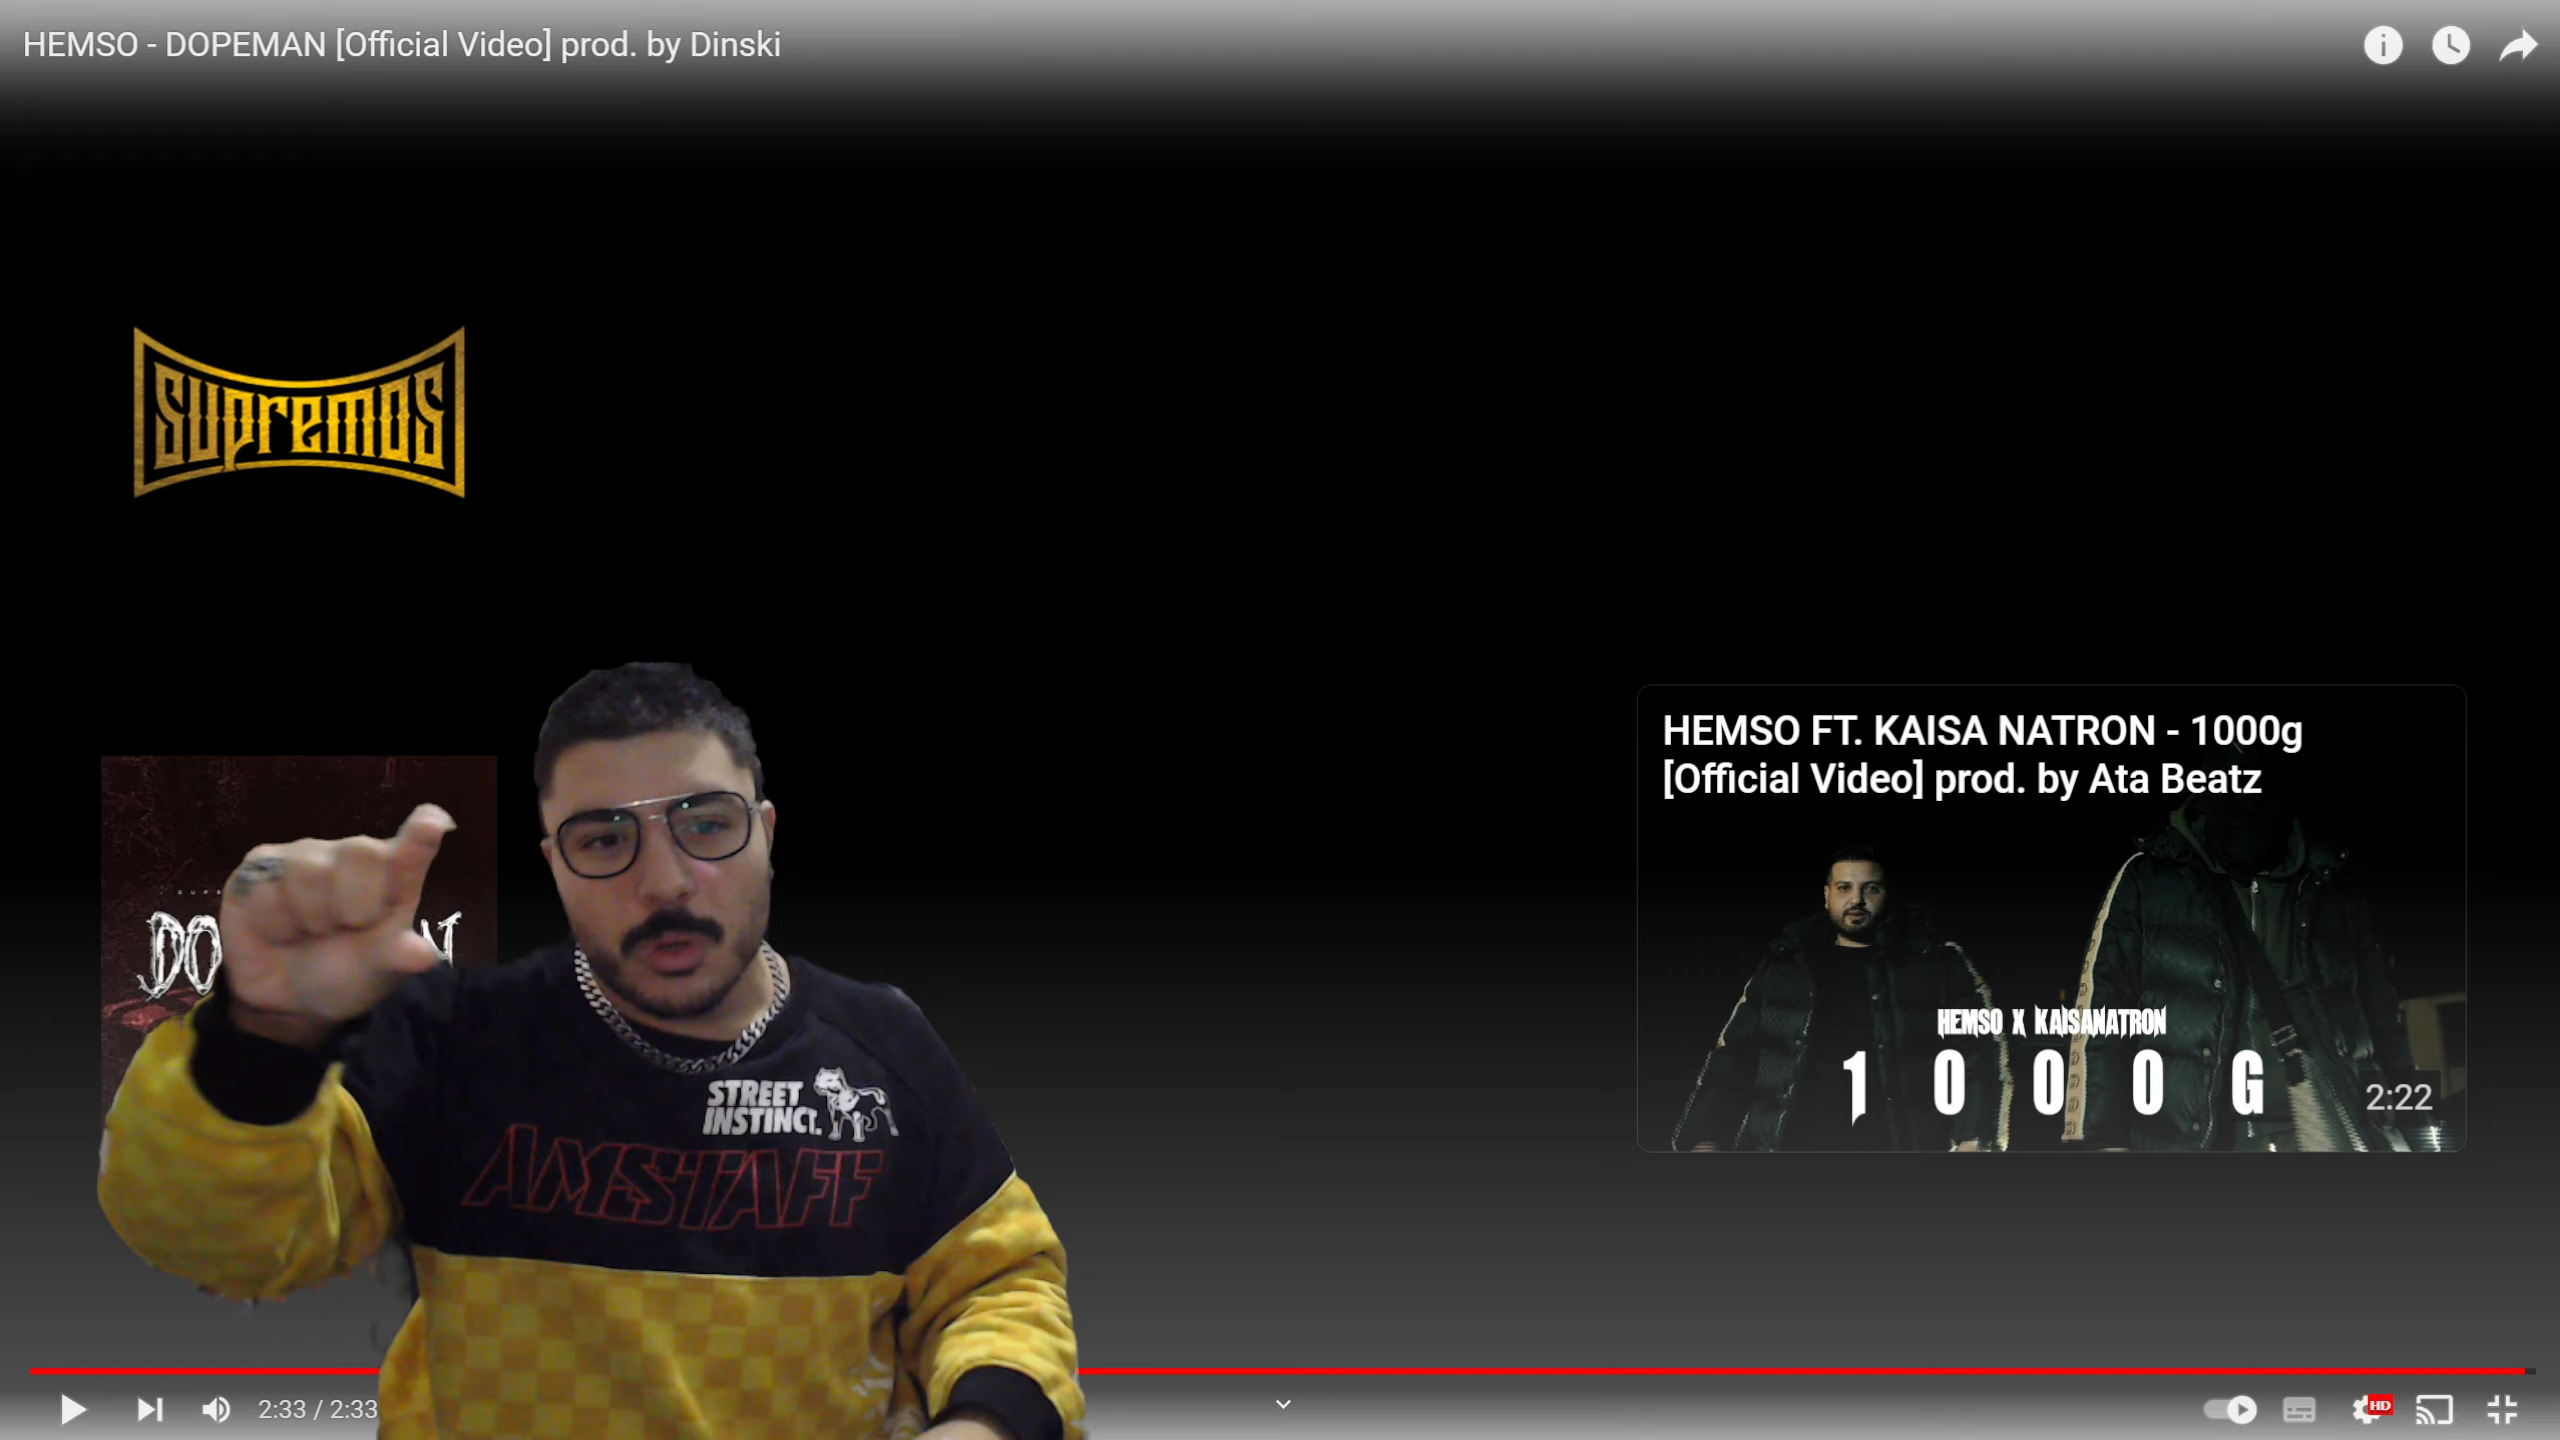 HEMSO - DOPEMAN [Official Video] prod. by Dinski
supremos
HEMSO FT. KAISA NATRON - 1000g
[Official Video] prod. by Ata Beatz
HEMSO X KAISANATRON
1 0 0 0 G
2:22
STREET
INSTINCT.
AMSTAFF
2:33 / 2:33
HD